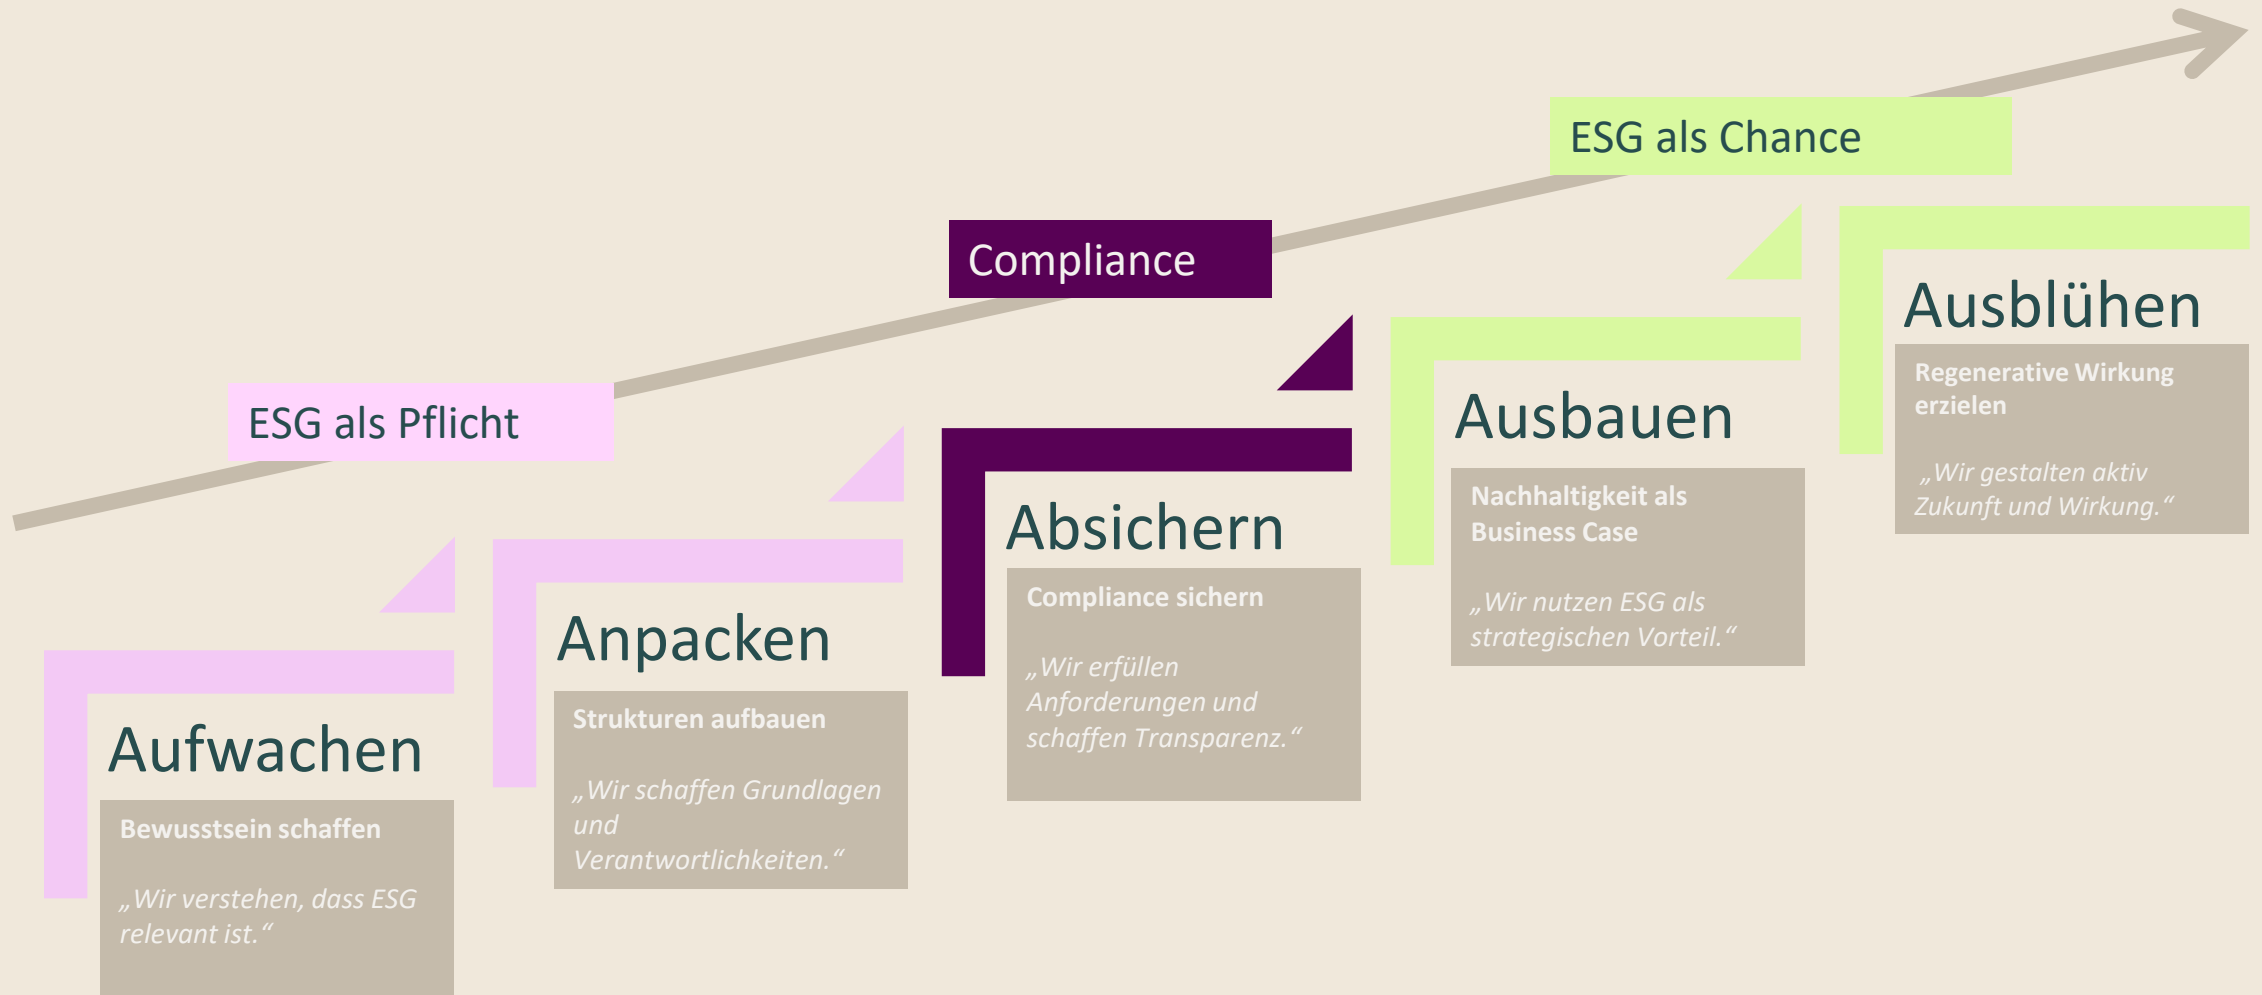 ESG als Chance
Compliance
ESG als Pflicht
Aufwachen
Bewusstsein schaffen
„Wir verstehen, dass ESG
relevant ist.“
Anpacken
Strukturen aufbauen
„Wir schaffen Grundlagen
und
Verantwortlichkeiten.“
Absichern
Compliance sichern
„Wir erfüllen
Anforderungen und
schaffen Transparenz.“
Ausbauen
Nachhaltigkeit als
Business Case
„Wir nutzen ESG als
strategischen Vorteil.“
Ausblühen
Regenerative Wirkung
erzielen
„Wir gestalten aktiv
Zukunft und Wirkung.“